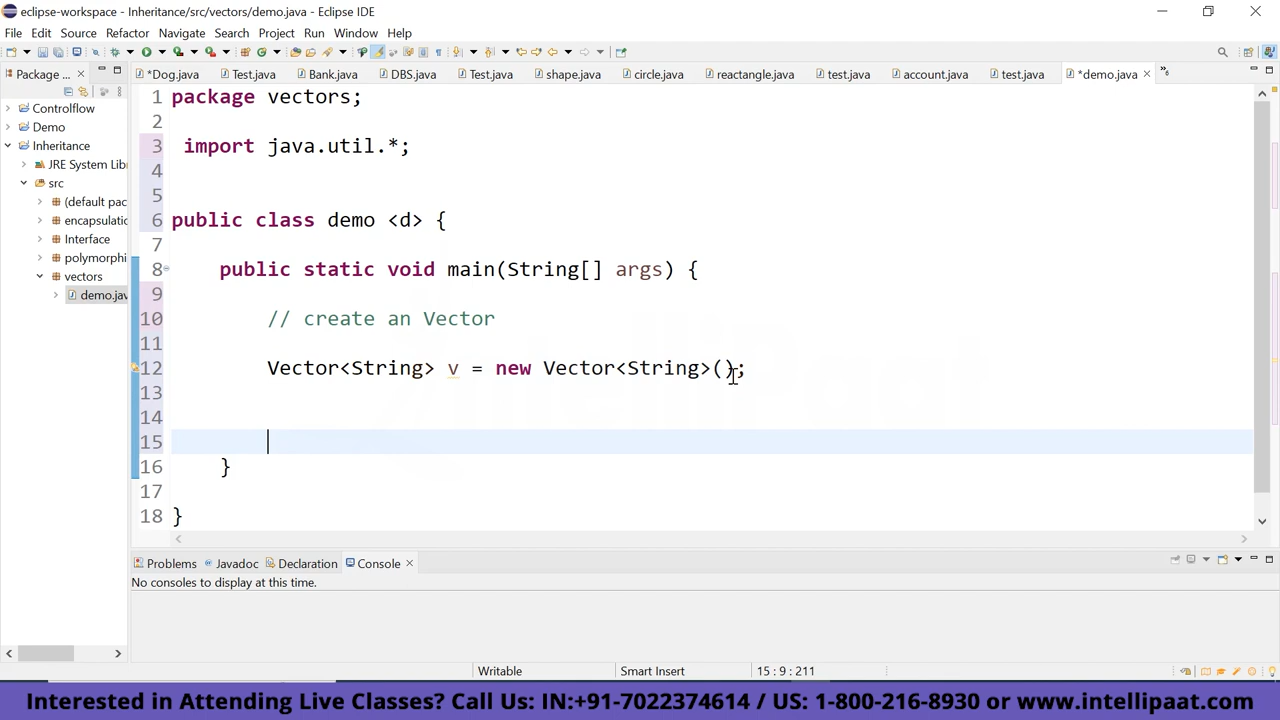 eclipse-workspace - Inheritance/src/vectors/demo.java - Eclipse IDE
File Edit Source Refactor Navigate Search Project Run Window Help
Package ... *Dog.java Test.java Bank.java DBS.java Test.java shape.java circle.java reactangle.java test.java account.java test.java *demo.java
Controlflow
Demo
Inheritance
JRE System Libr
src
(default pac
encapsulatic
Interface
polymorphi
vectors
demo.jav
1 package vectors;
2
3 import java.util.*;
4
5
6 public class demo <d> {
7
8 public static void main(String[] args) {
9
10 // create an Vector
11
12 Vector<String> v = new Vector<String>();
13
14
15
16 }
17
18 }
Problems Javadoc Declaration Console
No consoles to display at this time.
Writable Smart Insert 15 : 9 : 211
Interested in Attending Live Classes? Call Us: IN:+91-7022374614 / US: 1-800-216-8930 or www.intellipaat.com